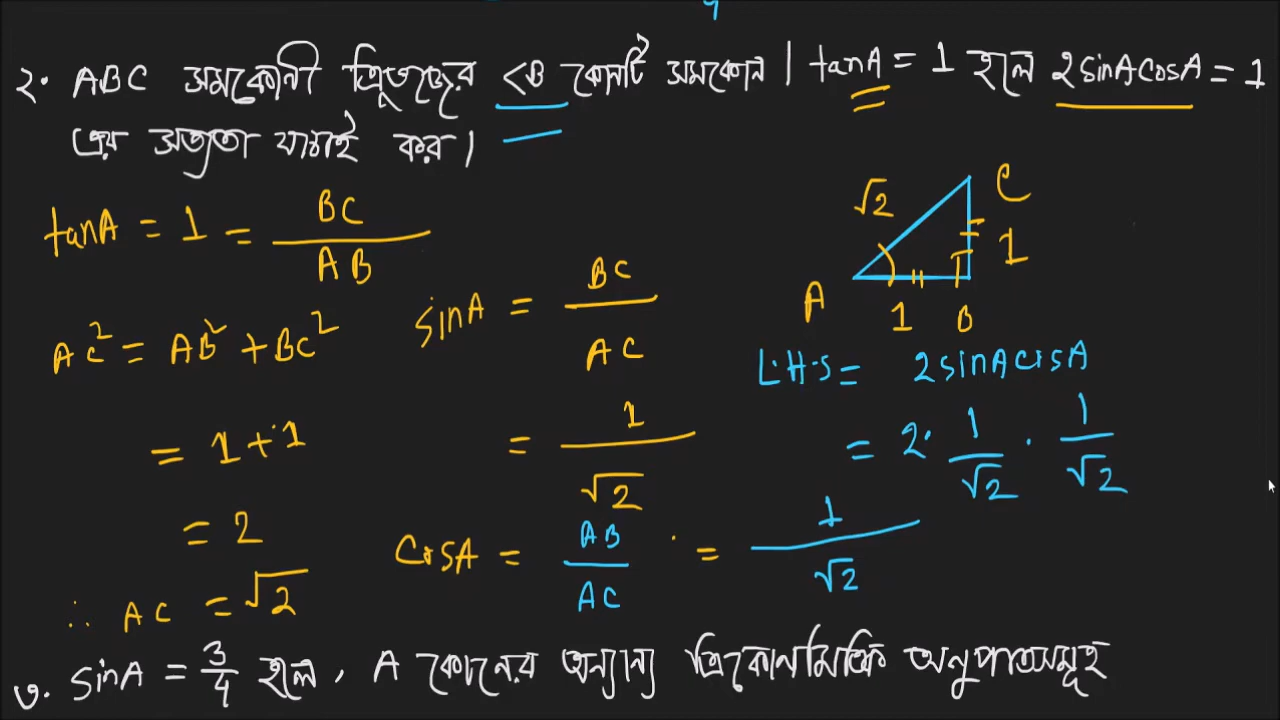 ২. ABC সমকোণী ত্রিভুজের <B কোনটি সমকোন | tanA = 1 হলে 2sinAcosA = 1
এর সত্যতা যাচাই কর।
tanA = 1 = BC / AB
AC² = AB² + BC²
= 1 + 1
= 2
∴ AC = √2
sinA = BC / AC
= 1 / √2
cosA = AB / AC = 1 / √2
√2
C
1
A
1
B
L.H.S = 2sinAcosA
= 2. 1/√2 . 1/√2
৩. sinA = 3/4 হলে, A কোনের অন্যান্য ত্রিকোনমিতিক অনুপাতসমূহ